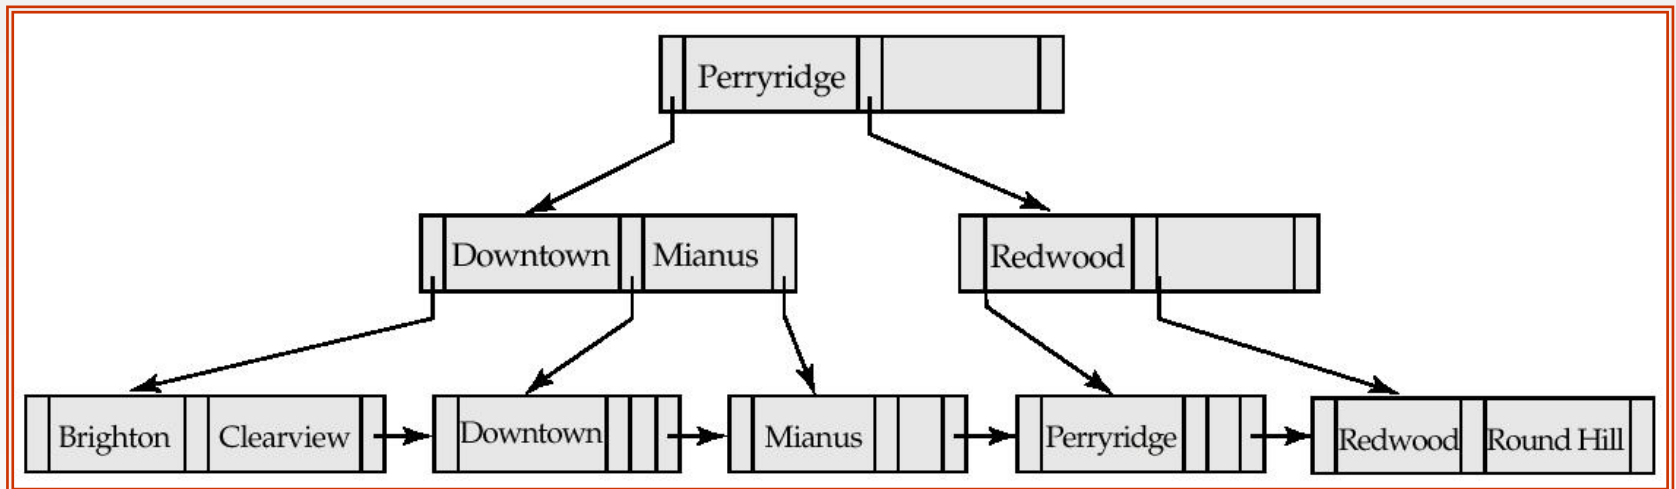 Perryridge
Downtown Mianus
Redwood
Brighton Clearview
Downtown
Mianus
Perryridge
Redwood Round Hill